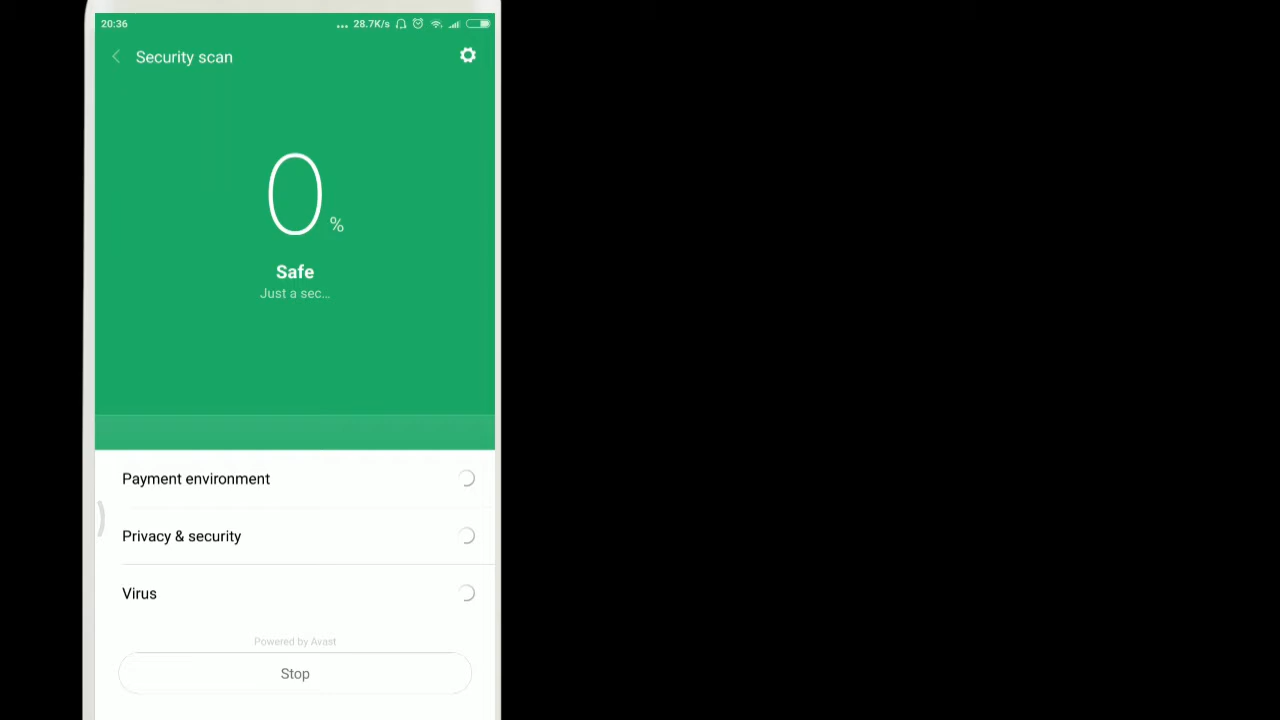 20:36 ... 28.7K/s
Security scan
0 %
Safe
Just a sec...
Payment environment
Privacy & security
Virus
Powered by Avast
Stop